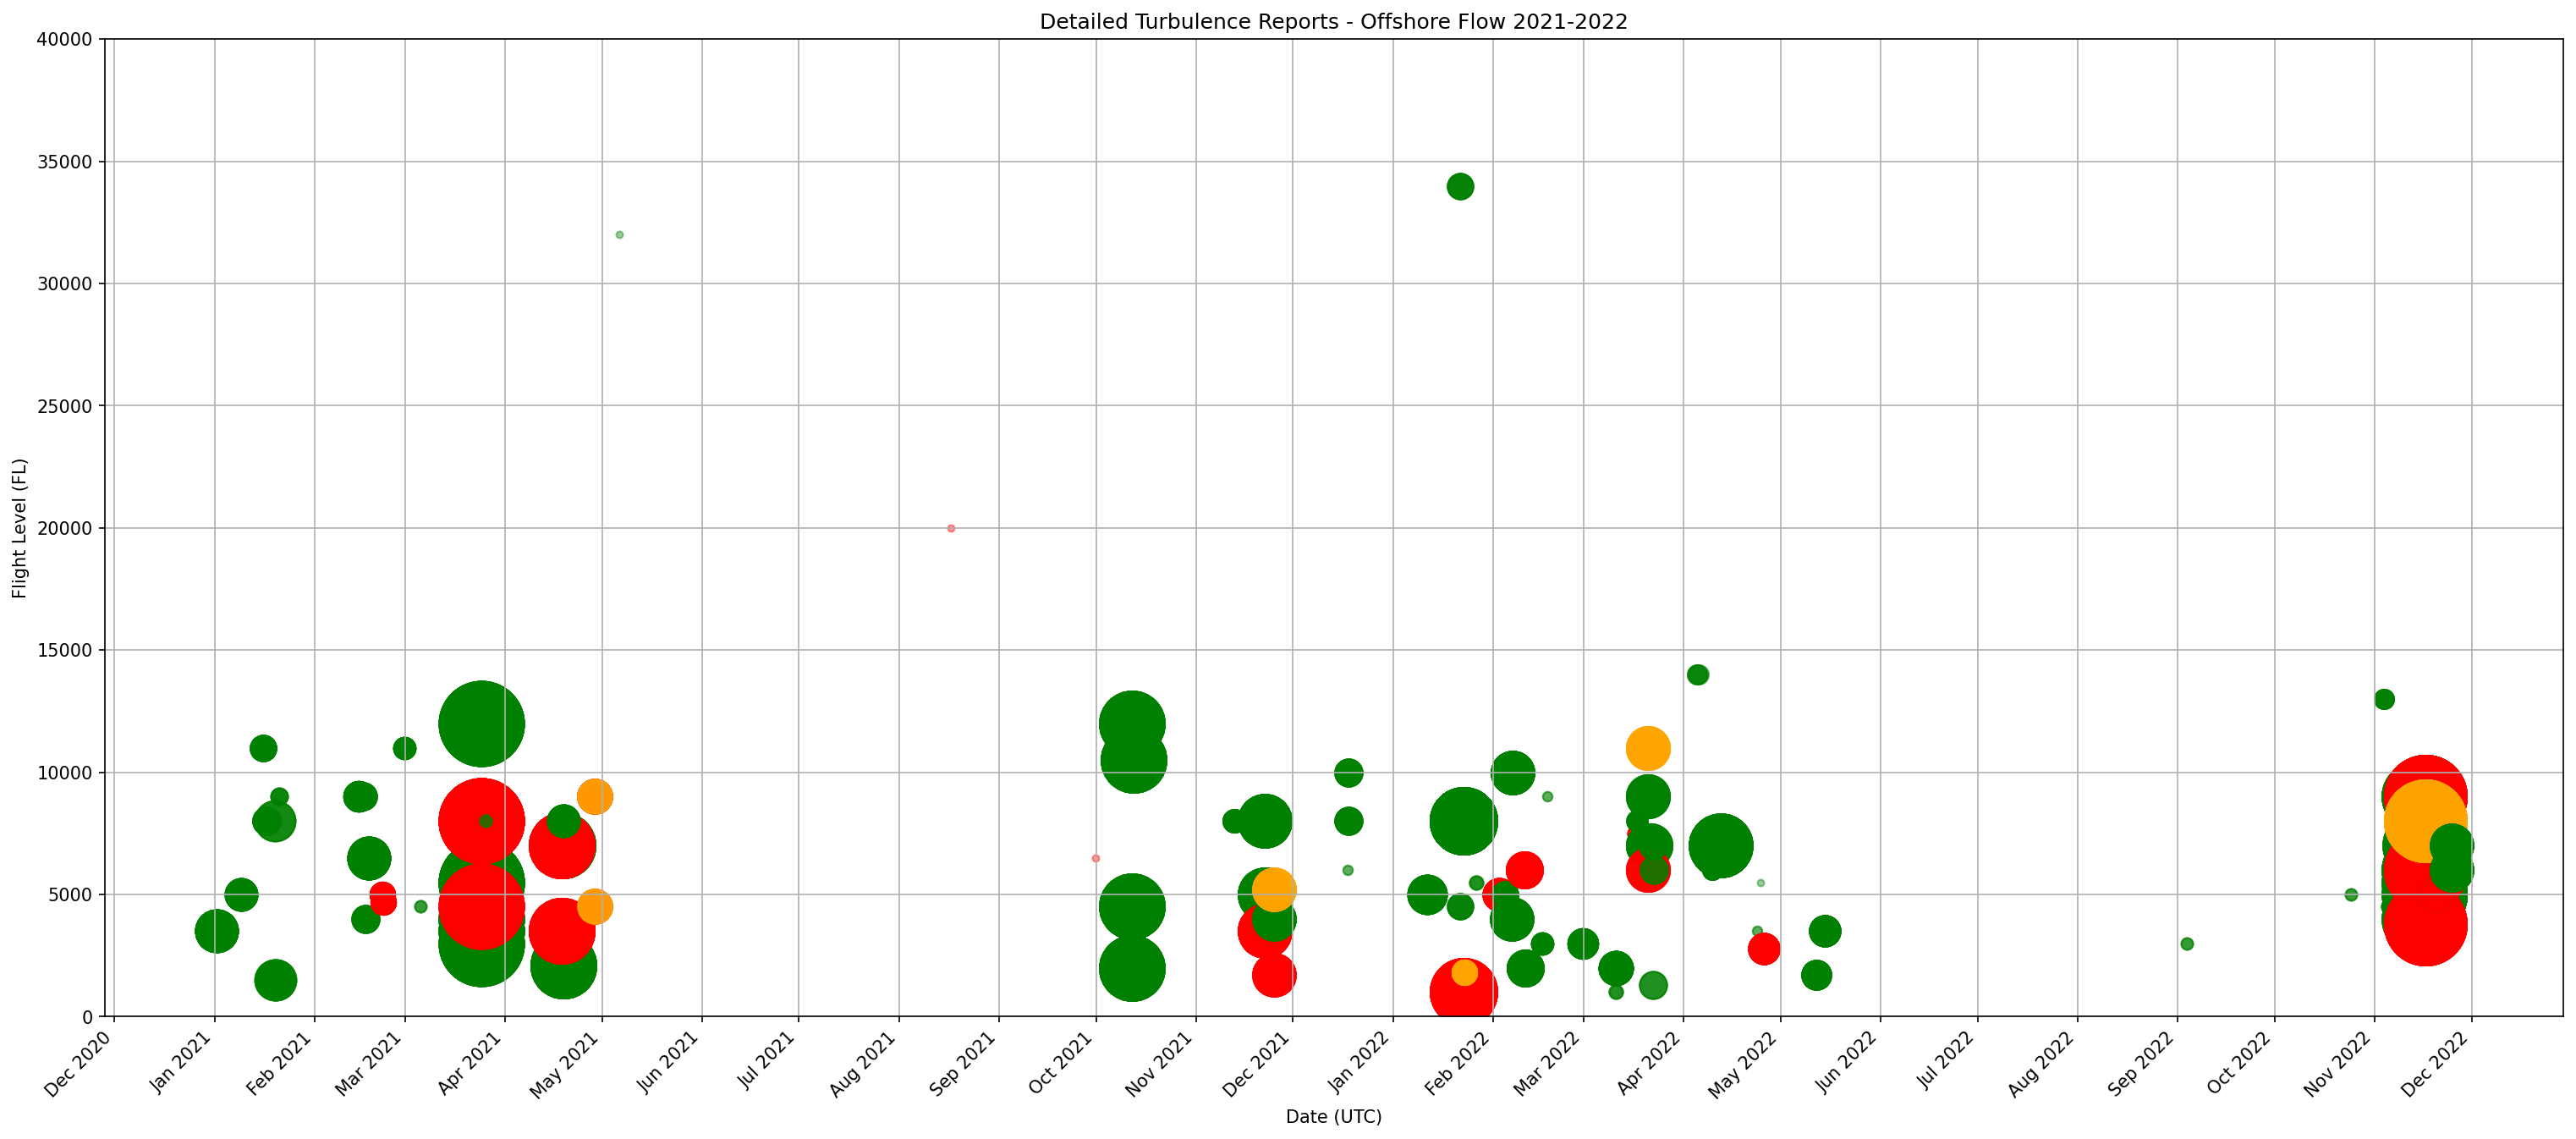 Detailed Turbulence Reports - Offshore Flow 2021-2022
40000
35000
30000
25000
20000
15000
10000
5000
0
Flight Level (FL)
Dec 2020
Jan 2021
Feb 2021
Mar 2021
Apr 2021
May 2021
Jun 2021
Jul 2021
Aug 2021
Sep 2021
Oct 2021
Nov 2021
Dec 2021
Jan 2022
Feb 2022
Mar 2022
Apr 2022
May 2022
Jun 2022
Jul 2022
Aug 2022
Sep 2022
Oct 2022
Nov 2022
Dec 2022
Date (UTC)